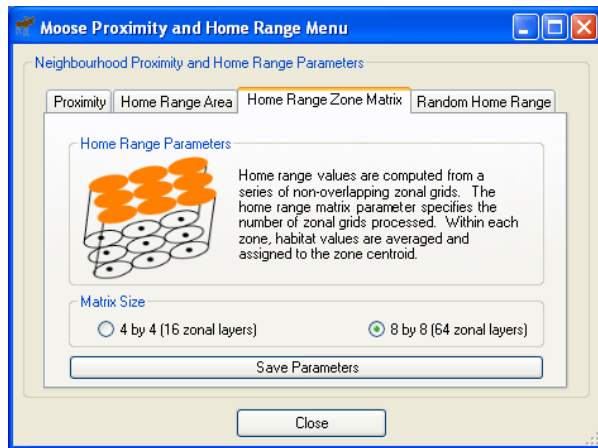 Moose Proximity and Home Range Menu
Neighbourhood Proximity and Home Range Parameters
Proximity Home Range Area Home Range Zone Matrix Random Home Range
Home Range Parameters
Home range values are computed from a
series of non-overlapping zonal grids. The
home range matrix parameter specifies the
number of zonal grids processed. Within each
zone, habitat values are averaged and
assigned to the zone centroid.
Matrix Size
4 by 4 (16 zonal layers) 8 by 8 (64 zonal layers)
Save Parameters
Close